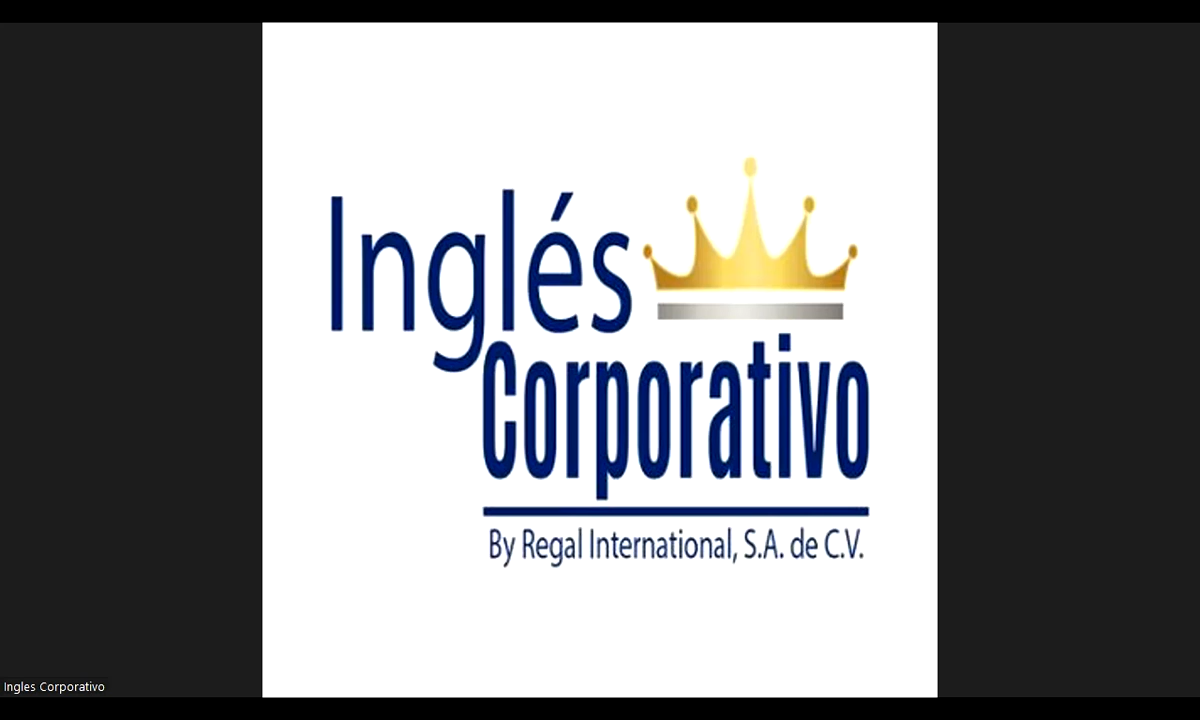 Inglés
Corporativo
By Regal International, S.A. de C.V.
Ingles Corporativo